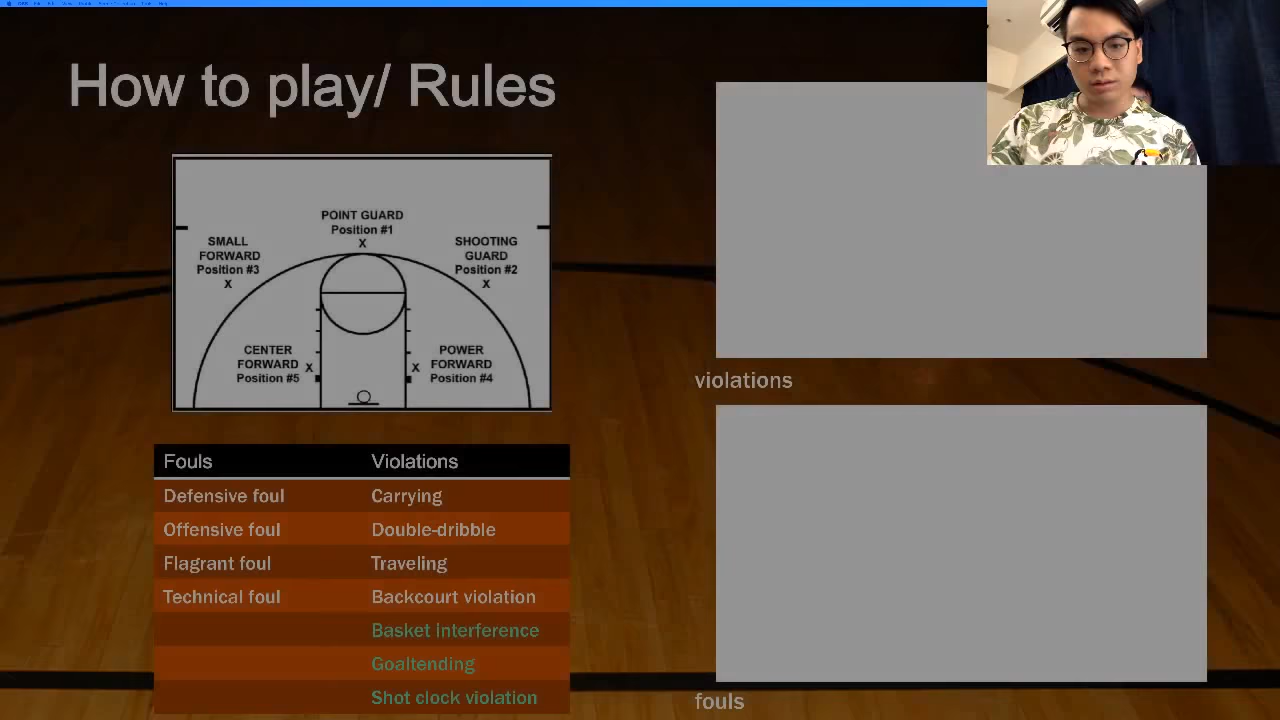 How to play/ Rules
POINT GUARD
Position #1
X
SMALL
FORWARD
Position #3
X
SHOOTING
GUARD
Position #2
X
CENTER
FORWARD X
Position #5
POWER
X FORWARD
Position #4
violations
Fouls Violations
Defensive foul Carrying
Offensive foul Double-dribble
Flagrant foul Traveling
Technical foul Backcourt violation
Basket interference
Goaltending
Shot clock violation
fouls